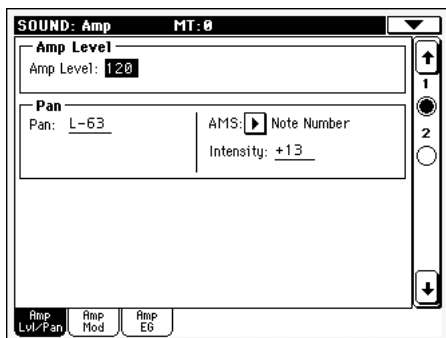 SOUND: Amp MT:0
Amp Level
Amp Level: 120
Pan
Pan: L-63
AMS: Note Number
Intensity: +13
1
2
Amp Lvl/Pan
Amp Mod
Amp EG